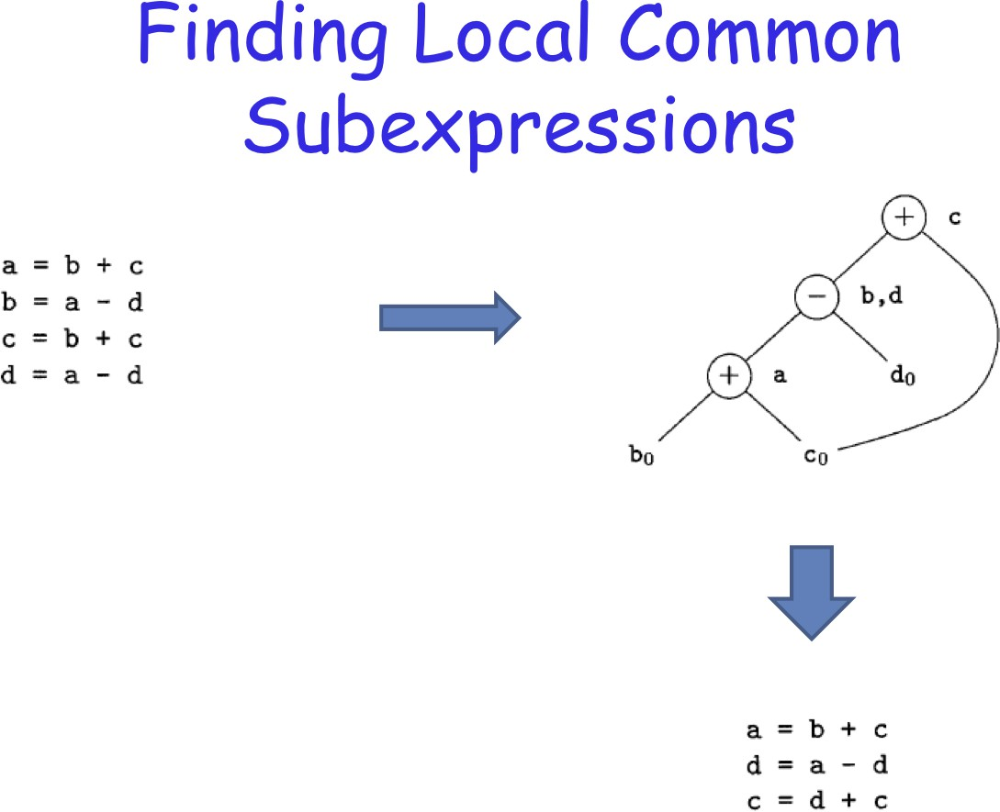 Finding Local Common
Subexpressions
a = b + c
b = a - d
c = b + c
d = a - d
+ c
− b,d
+ a
d₀
b₀
c₀
a = b + c
d = a - d
c = d + c